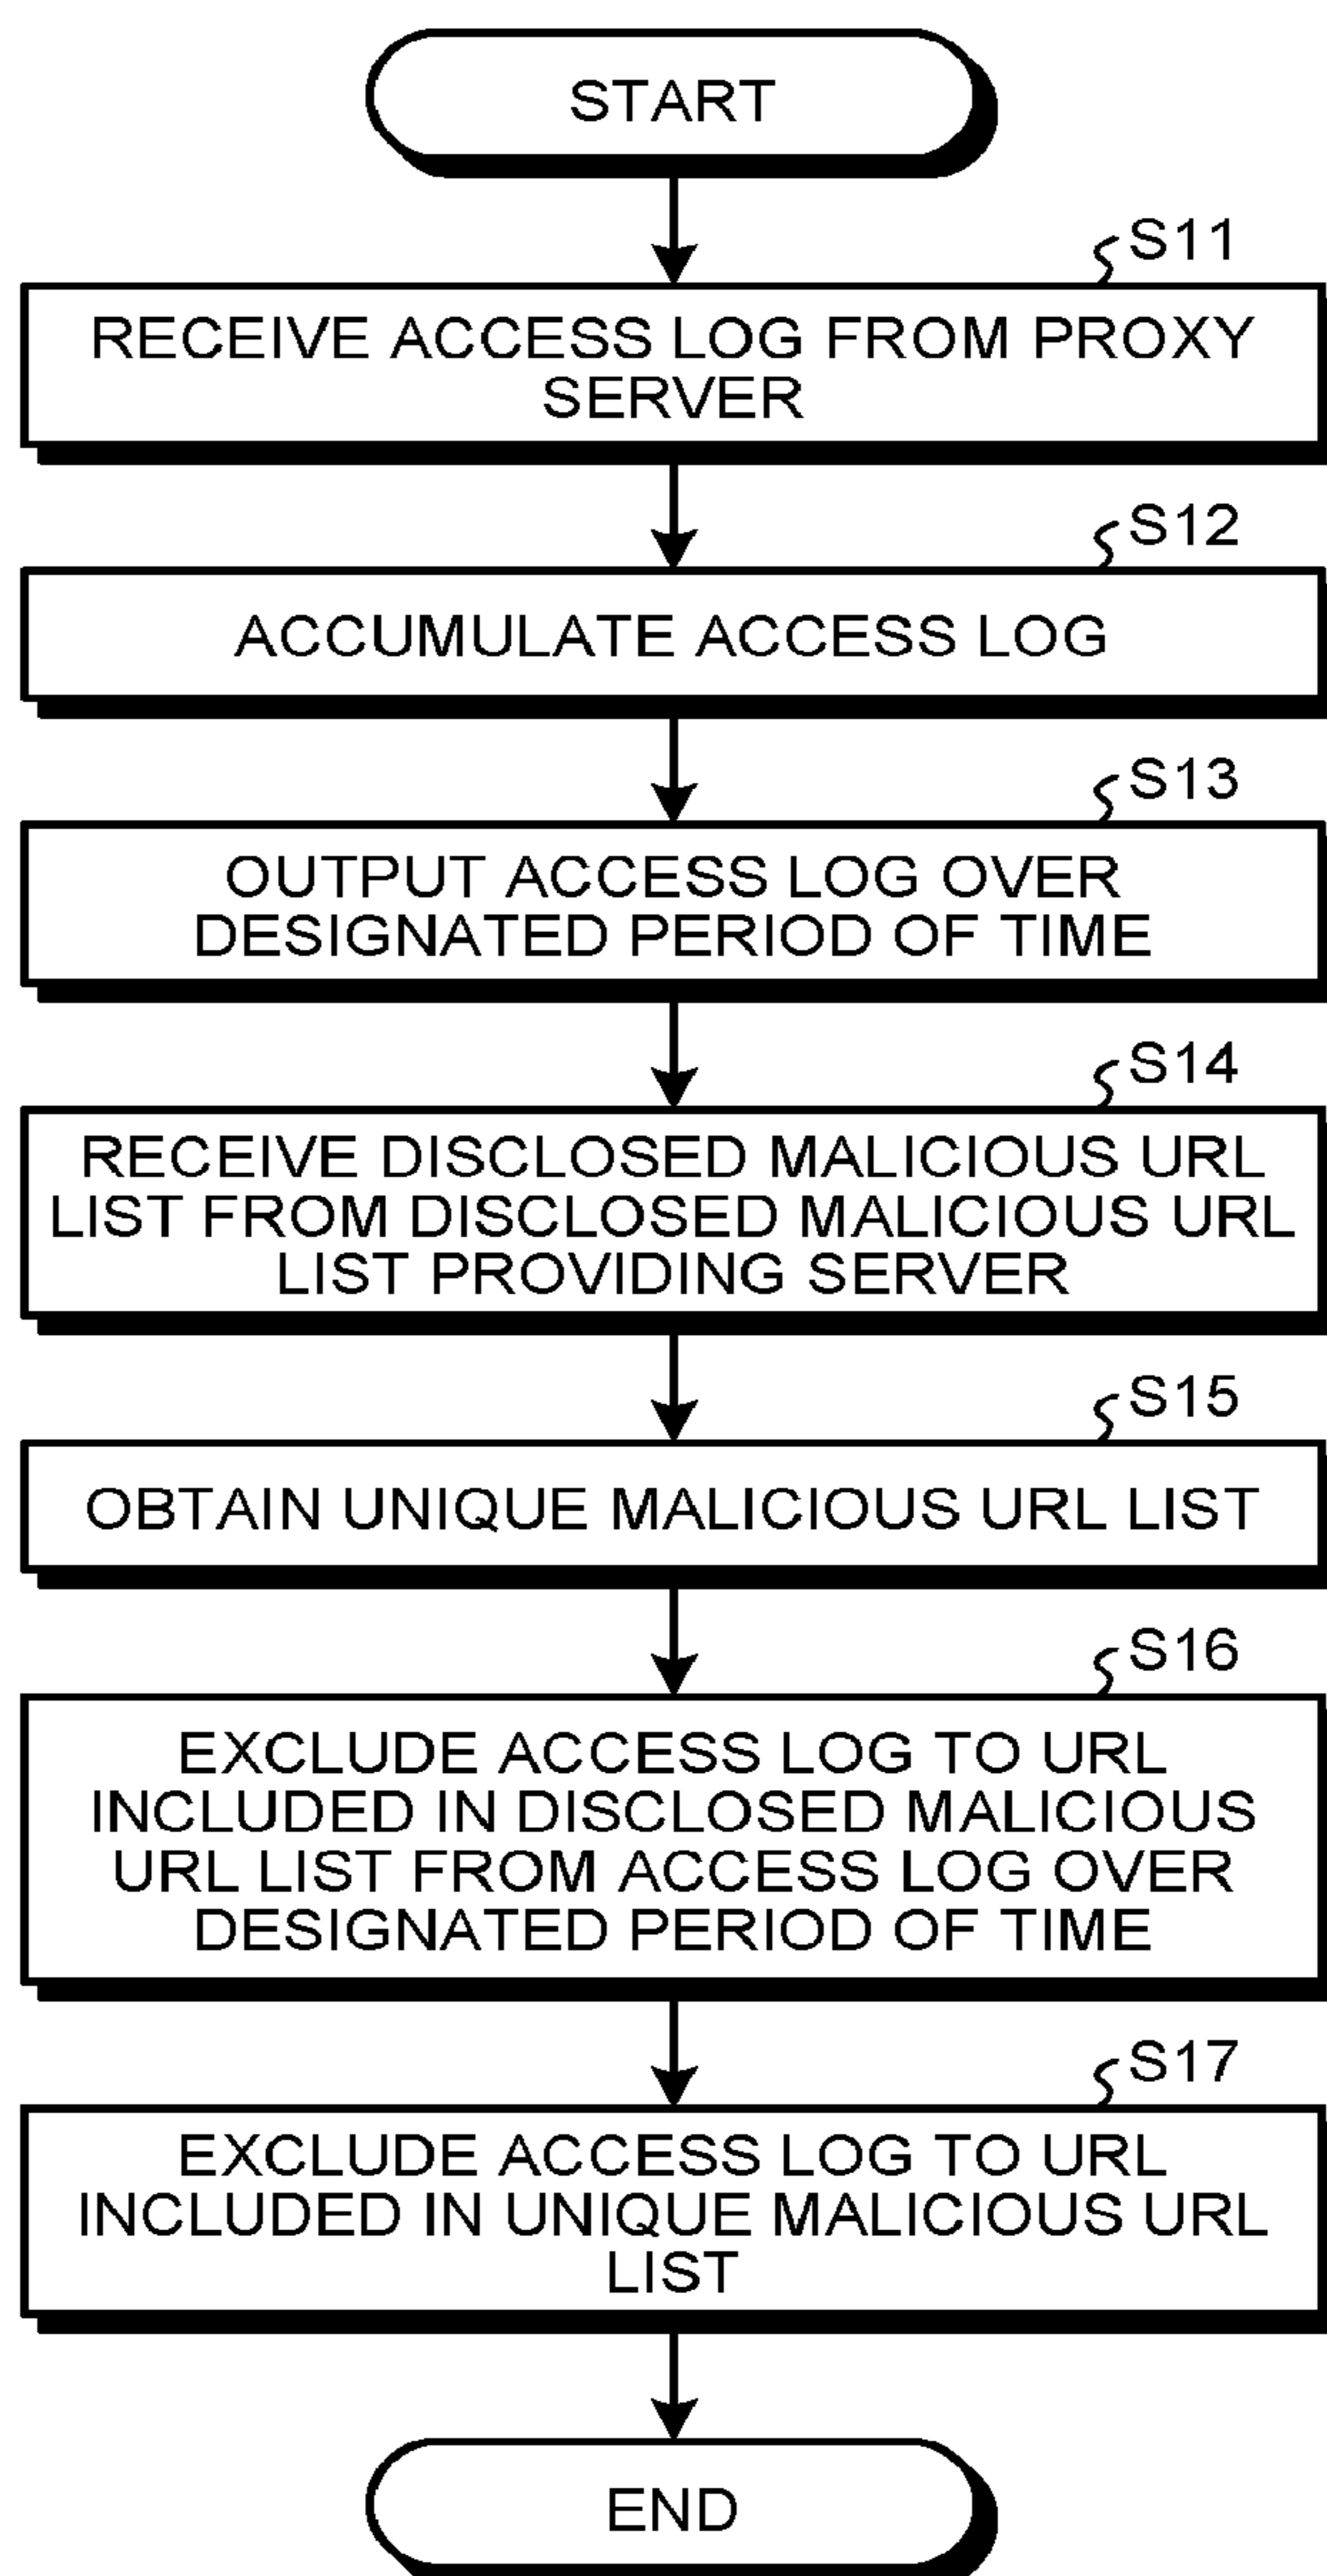 START
S11
RECEIVE ACCESS LOG FROM PROXY
SERVER
S12
ACCUMULATE ACCESS LOG
S13
OUTPUT ACCESS LOG OVER
DESIGNATED PERIOD OF TIME
S14
RECEIVE DISCLOSED MALICIOUS URL
LIST FROM DISCLOSED MALICIOUS URL
LIST PROVIDING SERVER
S15
OBTAIN UNIQUE MALICIOUS URL LIST
S16
EXCLUDE ACCESS LOG TO URL
INCLUDED IN DISCLOSED MALICIOUS
URL LIST FROM ACCESS LOG OVER
DESIGNATED PERIOD OF TIME
S17
EXCLUDE ACCESS LOG TO URL
INCLUDED IN UNIQUE MALICIOUS URL
LIST
END